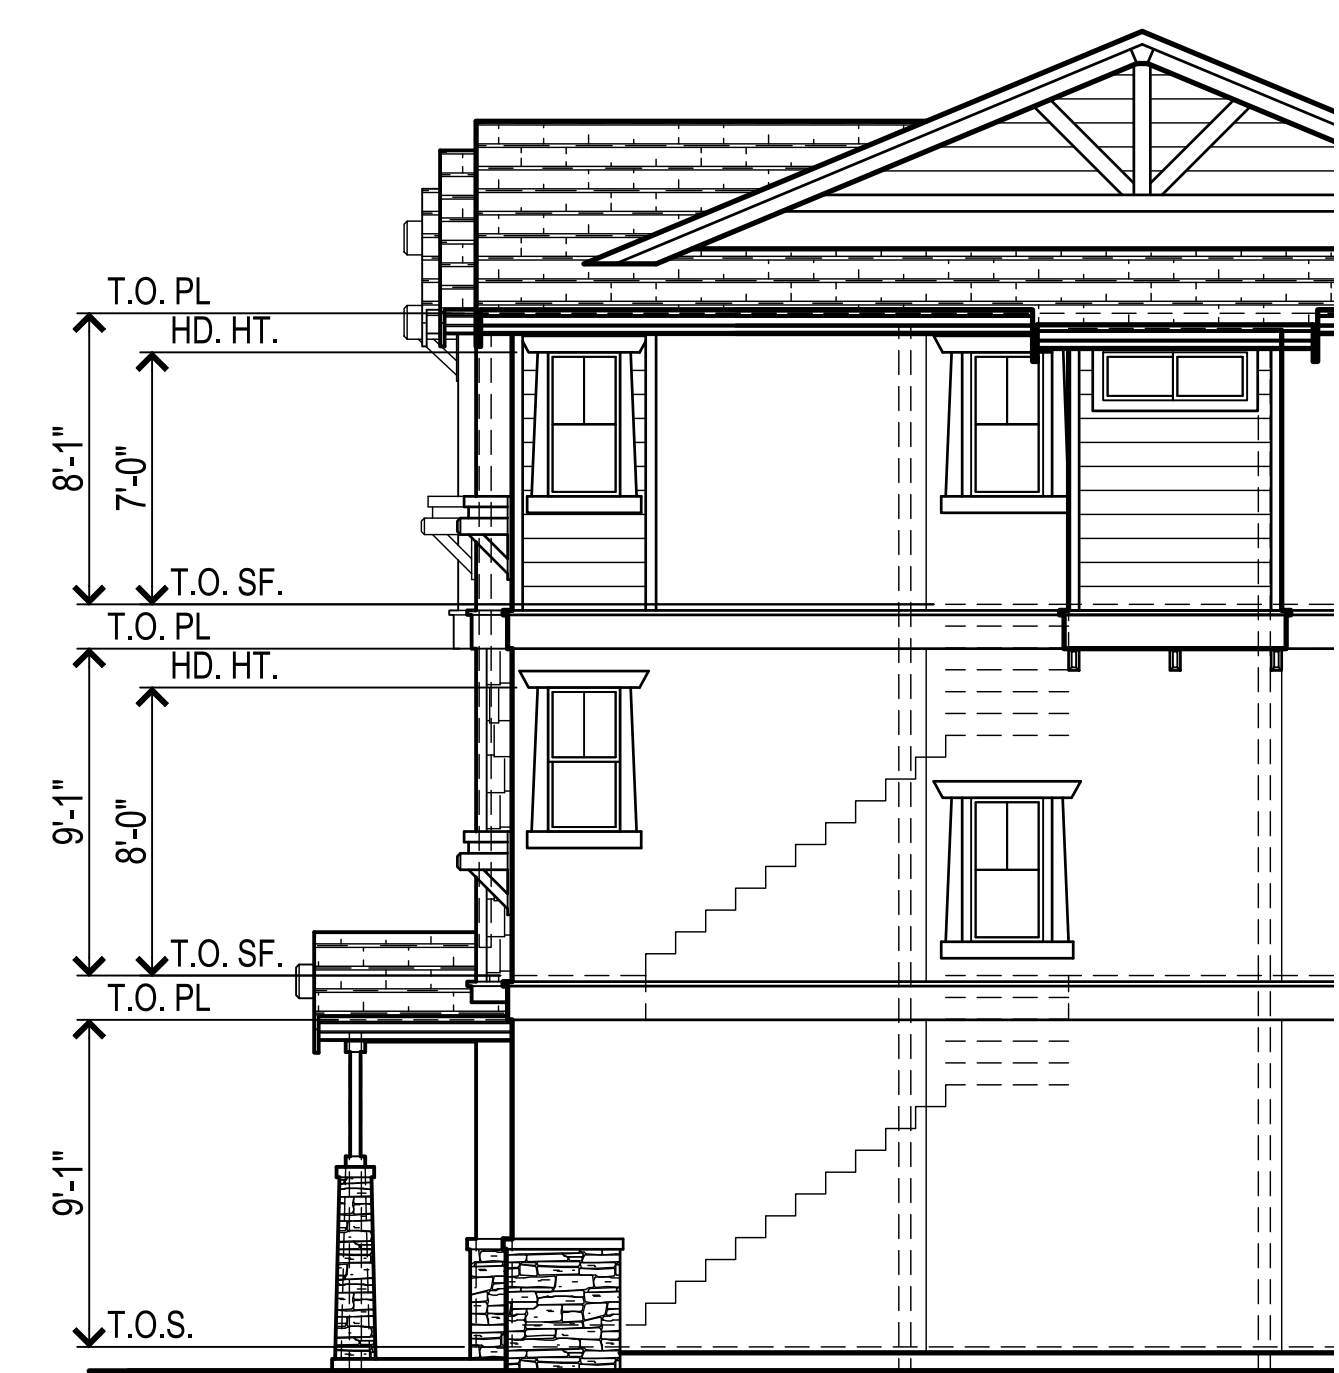 T.O. PL
HD. HT.
8'-1"
7'-0"
T.O. SF.
T.O. PL
HD. HT.
9'-1"
8'-0"
T.O. SF.
T.O. PL
9'-1"
T.O.S.